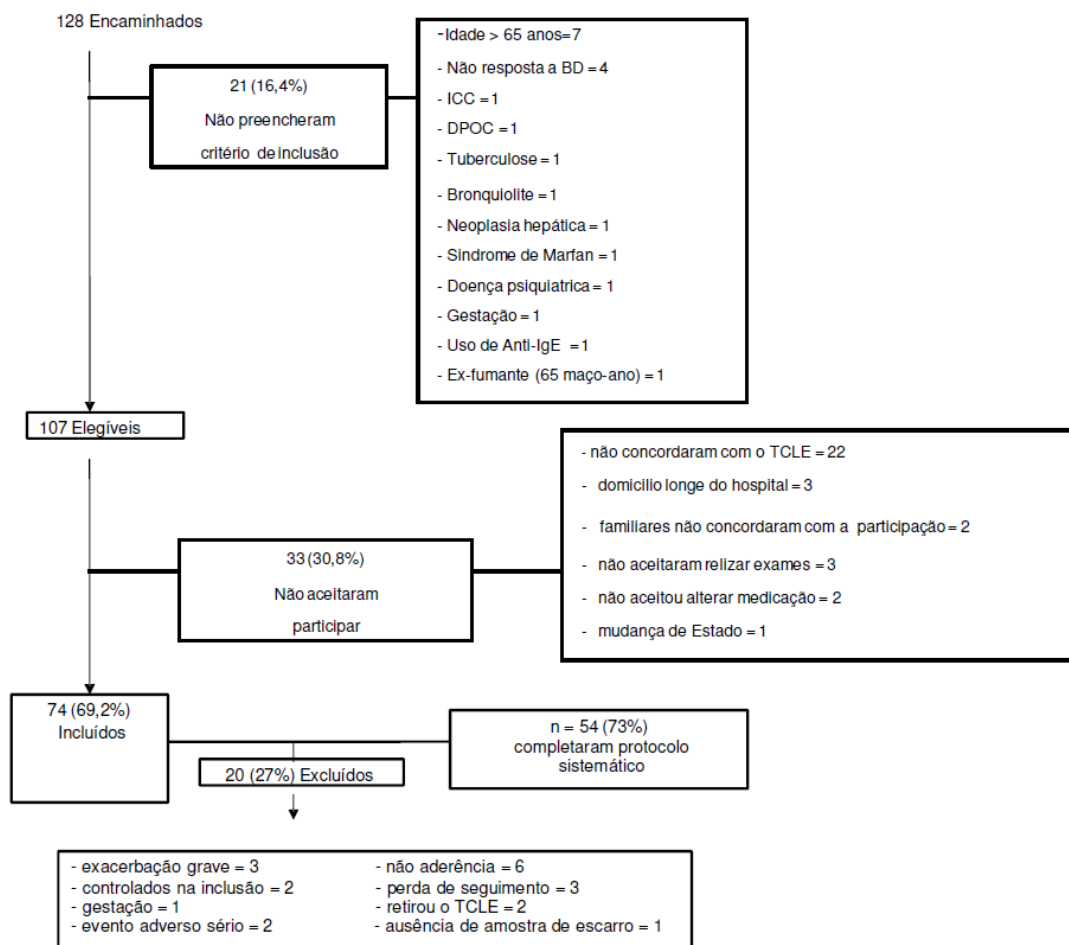 128 Encaminhados
21 (16,4%)
Não preencheram
critério de inclusão
-Idade > 65 anos=7
- Não resposta a BD = 4
- ICC = 1
- DPOC = 1
- Tuberculose = 1
- Bronquiolite = 1
- Neoplasia hepática = 1
- Sindrome de Marfan = 1
- Doença psiquiatrica = 1
- Gestação = 1
- Uso de Anti-IgE = 1
- Ex-fumante (65 maço-ano) = 1
107 Elegíveis
33 (30,8%)
Não aceitaram
participar
- não concordaram com o TCLE = 22
- domicilio longe do hospital = 3
- familiares não concordaram com a participação = 2
- não aceitaram relizar exames = 3
- não aceitou alterar medicação = 2
- mudança de Estado = 1
74 (69,2%)
Incluídos
n = 54 (73%)
completaram protocolo
sistemático
20 (27%) Excluídos
- exacerbação grave = 3
- controlados na inclusão = 2
- gestação = 1
- evento adverso sério = 2
- não aderência = 6
- perda de seguimento = 3
- retirou o TCLE = 2
- ausência de amostra de escarro = 1